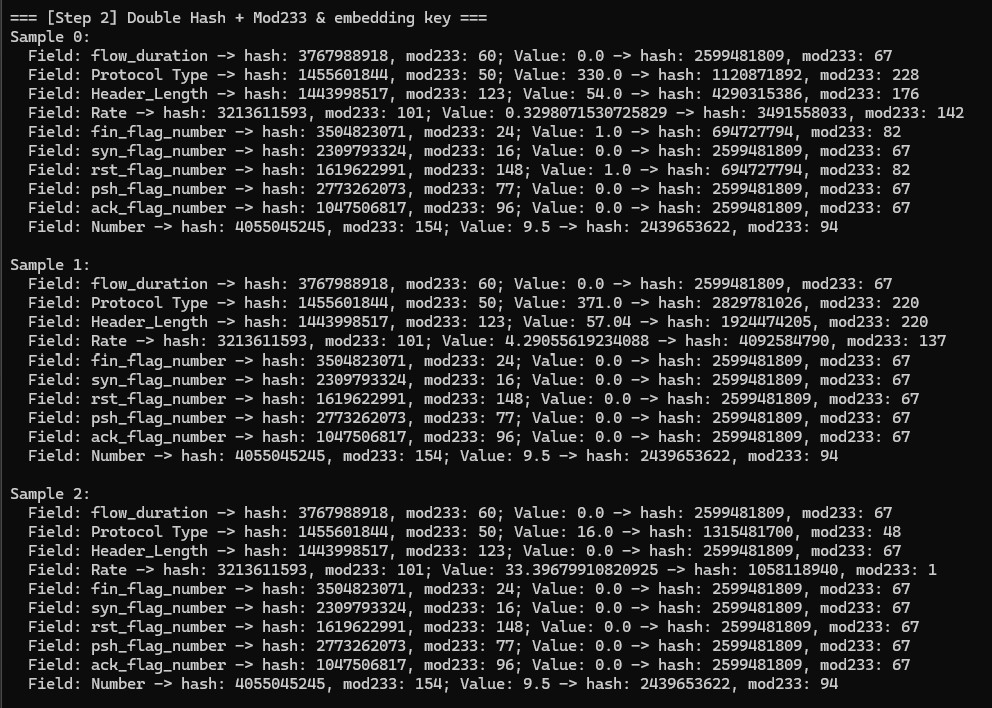 === [Step 2] Double Hash + Mod233 & embedding key ===
Sample 0:
  Field: flow_duration -> hash: 3767988918, mod233: 60; Value: 0.0 -> hash: 2599481809, mod233: 67
  Field: Protocol Type -> hash: 1455601844, mod233: 50; Value: 330.0 -> hash: 1120871892, mod233: 228
  Field: Header_Length -> hash: 1443998517, mod233: 123; Value: 54.0 -> hash: 4290315386, mod233: 176
  Field: Rate -> hash: 3213611593, mod233: 101; Value: 0.3298071530725829 -> hash: 3491558033, mod233: 142
  Field: fin_flag_number -> hash: 3504823071, mod233: 24; Value: 1.0 -> hash: 694727794, mod233: 82
  Field: syn_flag_number -> hash: 2309793324, mod233: 16; Value: 0.0 -> hash: 2599481809, mod233: 67
  Field: rst_flag_number -> hash: 1619622991, mod233: 148; Value: 1.0 -> hash: 694727794, mod233: 82
  Field: psh_flag_number -> hash: 2773262073, mod233: 77; Value: 0.0 -> hash: 2599481809, mod233: 67
  Field: ack_flag_number -> hash: 1047506817, mod233: 96; Value: 0.0 -> hash: 2599481809, mod233: 67
  Field: Number -> hash: 4055045245, mod233: 154; Value: 9.5 -> hash: 2439653622, mod233: 94

Sample 1:
  Field: flow_duration -> hash: 3767988918, mod233: 60; Value: 0.0 -> hash: 2599481809, mod233: 67
  Field: Protocol Type -> hash: 1455601844, mod233: 50; Value: 371.0 -> hash: 2829781026, mod233: 220
  Field: Header_Length -> hash: 1443998517, mod233: 123; Value: 57.04 -> hash: 1924474205, mod233: 220
  Field: Rate -> hash: 3213611593, mod233: 101; Value: 4.29055619234088 -> hash: 4092584790, mod233: 137
  Field: fin_flag_number -> hash: 3504823071, mod233: 24; Value: 0.0 -> hash: 2599481809, mod233: 67
  Field: syn_flag_number -> hash: 2309793324, mod233: 16; Value: 0.0 -> hash: 2599481809, mod233: 67
  Field: rst_flag_number -> hash: 1619622991, mod233: 148; Value: 0.0 -> hash: 2599481809, mod233: 67
  Field: psh_flag_number -> hash: 2773262073, mod233: 77; Value: 0.0 -> hash: 2599481809, mod233: 67
  Field: ack_flag_number -> hash: 1047506817, mod233: 96; Value: 0.0 -> hash: 2599481809, mod233: 67
  Field: Number -> hash: 4055045245, mod233: 154; Value: 9.5 -> hash: 2439653622, mod233: 94

Sample 2:
  Field: flow_duration -> hash: 3767988918, mod233: 60; Value: 0.0 -> hash: 2599481809, mod233: 67
  Field: Protocol Type -> hash: 1455601844, mod233: 50; Value: 16.0 -> hash: 1315481700, mod233: 48
  Field: Header_Length -> hash: 1443998517, mod233: 123; Value: 0.0 -> hash: 2599481809, mod233: 67
  Field: Rate -> hash: 3213611593, mod233: 101; Value: 33.39679910820925 -> hash: 1058118940, mod233: 1
  Field: fin_flag_number -> hash: 3504823071, mod233: 24; Value: 0.0 -> hash: 2599481809, mod233: 67
  Field: syn_flag_number -> hash: 2309793324, mod233: 16; Value: 0.0 -> hash: 2599481809, mod233: 67
  Field: rst_flag_number -> hash: 1619622991, mod233: 148; Value: 0.0 -> hash: 2599481809, mod233: 67
  Field: psh_flag_number -> hash: 2773262073, mod233: 77; Value: 0.0 -> hash: 2599481809, mod233: 67
  Field: ack_flag_number -> hash: 1047506817, mod233: 96; Value: 0.0 -> hash: 2599481809, mod233: 67
  Field: Number -> hash: 4055045245, mod233: 154; Value: 9.5 -> hash: 2439653622, mod233: 94